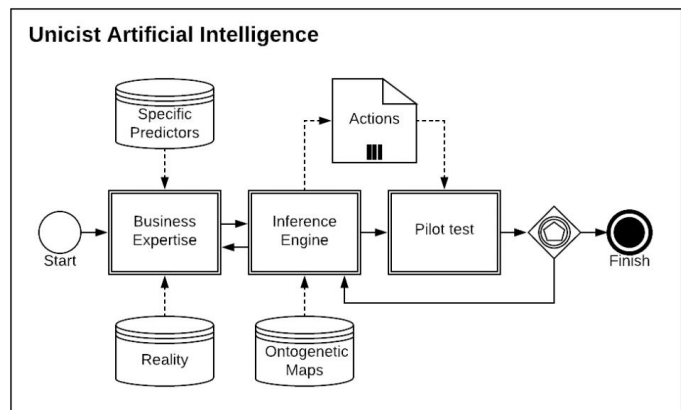 Unicist Artificial Intelligence
Specific
Predictors
Actions
Start
Business
Expertise
Inference
Engine
Pilot test
Finish
Reality
Ontogenetic
Maps